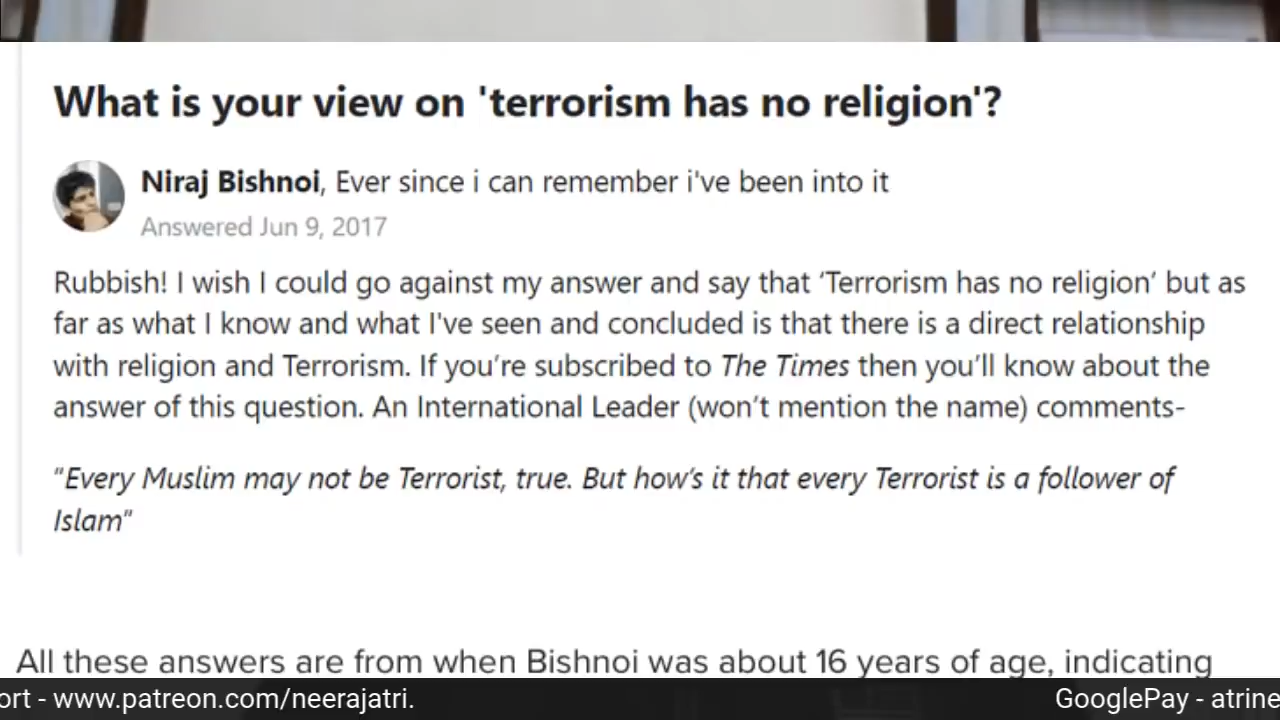 What is your view on 'terrorism has no religion'?
Niraj Bishnoi, Ever since i can remember i've been into it
Answered Jun 9, 2017
Rubbish! I wish I could go against my answer and say that ‘Terrorism has no religion’ but as
far as what I know and what I've seen and concluded is that there is a direct relationship
with religion and Terrorism. If you’re subscribed to The Times then you’ll know about the
answer of this question. An International Leader (won’t mention the name) comments-
"Every Muslim may not be Terrorist, true. But how’s it that every Terrorist is a follower of
Islam"
All these answers are from when Bishnoi was about 16 years of age, indicating
ort - www.patreon.com/neerajatri. GooglePay - atrine